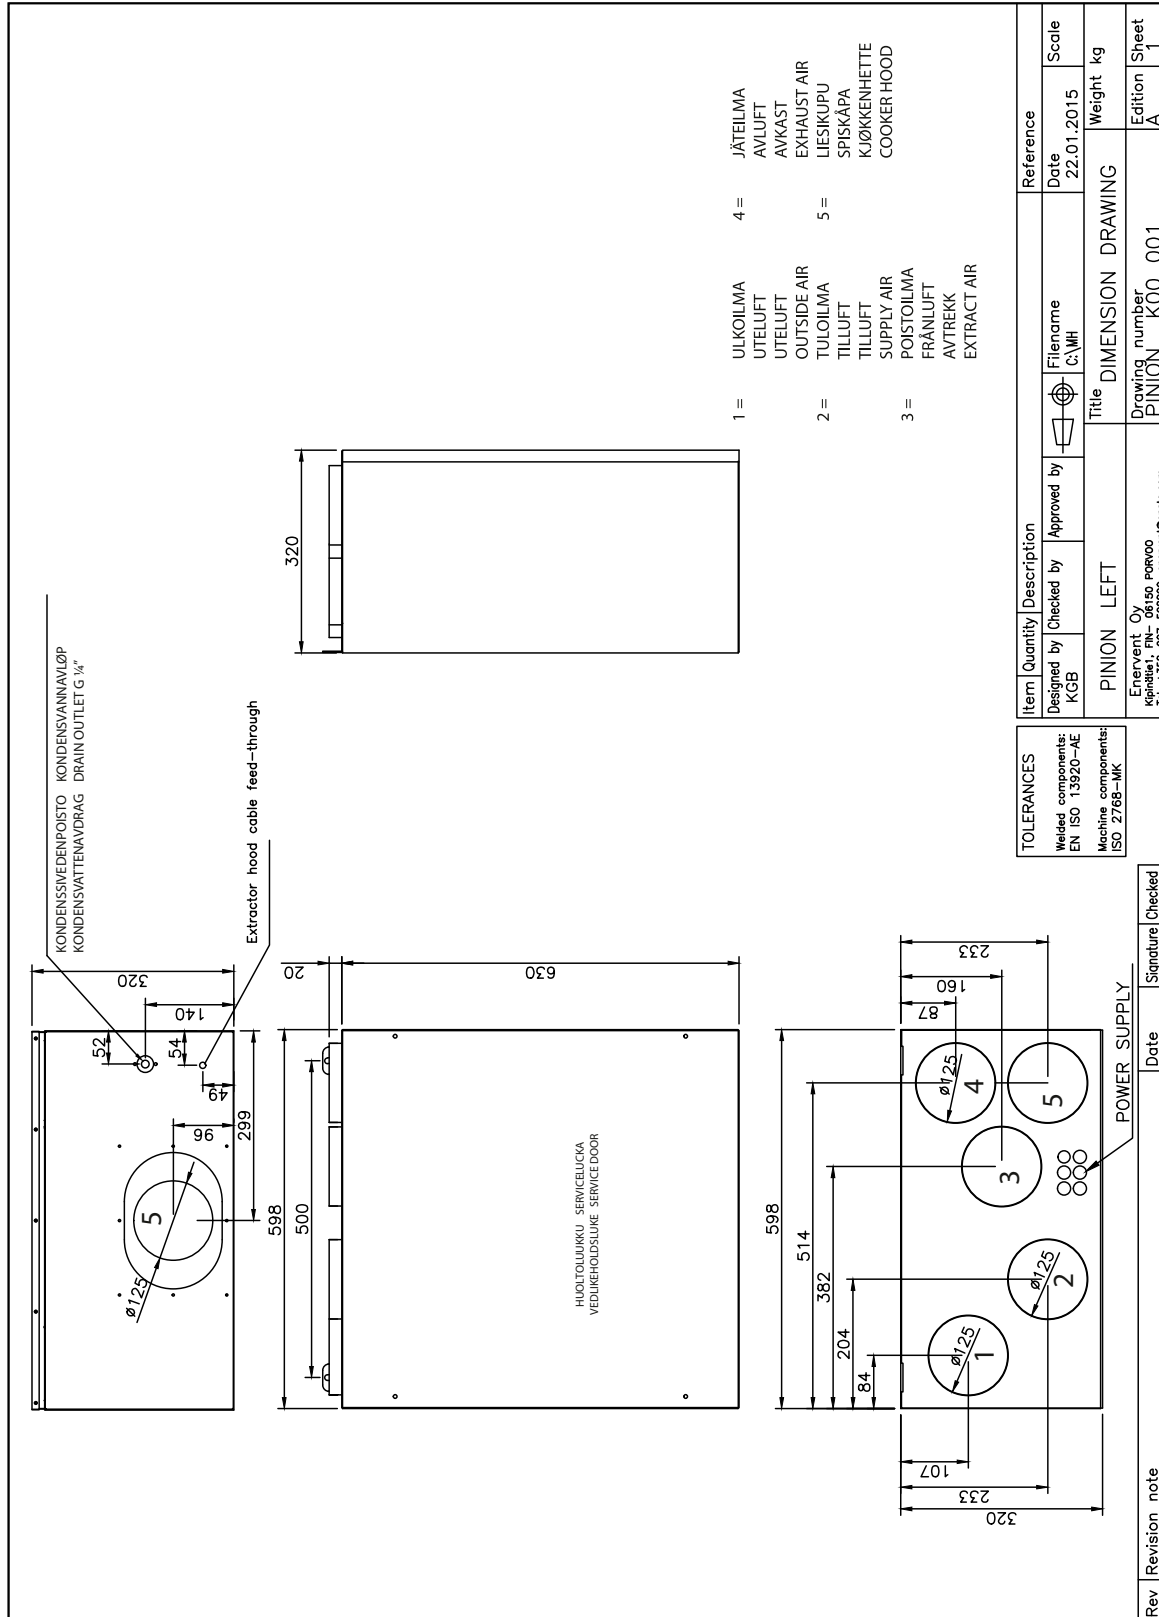 KONDENSSIVEDENPOISTO KONDENSVANNAVLØP
KONDENSVATTENAVDRAG DRAIN OUTLET G ¼"
Extractor hood cable feed-through
320
140
52
54
49
96
299
5
ø125
598
500
20
630
HUOLTOLUUKKU SERVICELUCKA
VEDLIKEHOLDSLUKE SERVICE DOOR
320
598
514
382
204
84
87
160
233
107
233
320
ø125
1
ø125
2
3
ø125
4
5
POWER SUPPLY
1 = ULKOILMA
UTELUFT
UTELUFT
OUTSIDE AIR
2 = TULOILMA
TILLUFT
TILLUFT
SUPPLY AIR
3 = POISTOILMA
FRÅNLUFT
AVTREKK
EXTRACT AIR
4 = JÄTEILMA
AVLUFT
AVKAST
EXHAUST AIR
5 = LIESIKUPU
SPISKÅPA
KJØKKENHETTE
COOKER HOOD
TOLERANCES
Welded components:
EN ISO 13920-AE
Machine components:
ISO 2768-MK
Item Quantity Description Reference
Designed by Checked by Approved by Filename Date Scale
KGB C:\MH 22.01.2015
PINION LEFT
Title DIMENSION DRAWING
Weight kg
Enervent Oy
Kipinätie1, FIN- 06150 PORVOO
Drawing number
PINION K00 001
Edition Sheet
A 1
Rev Revision note Date Signature Checked